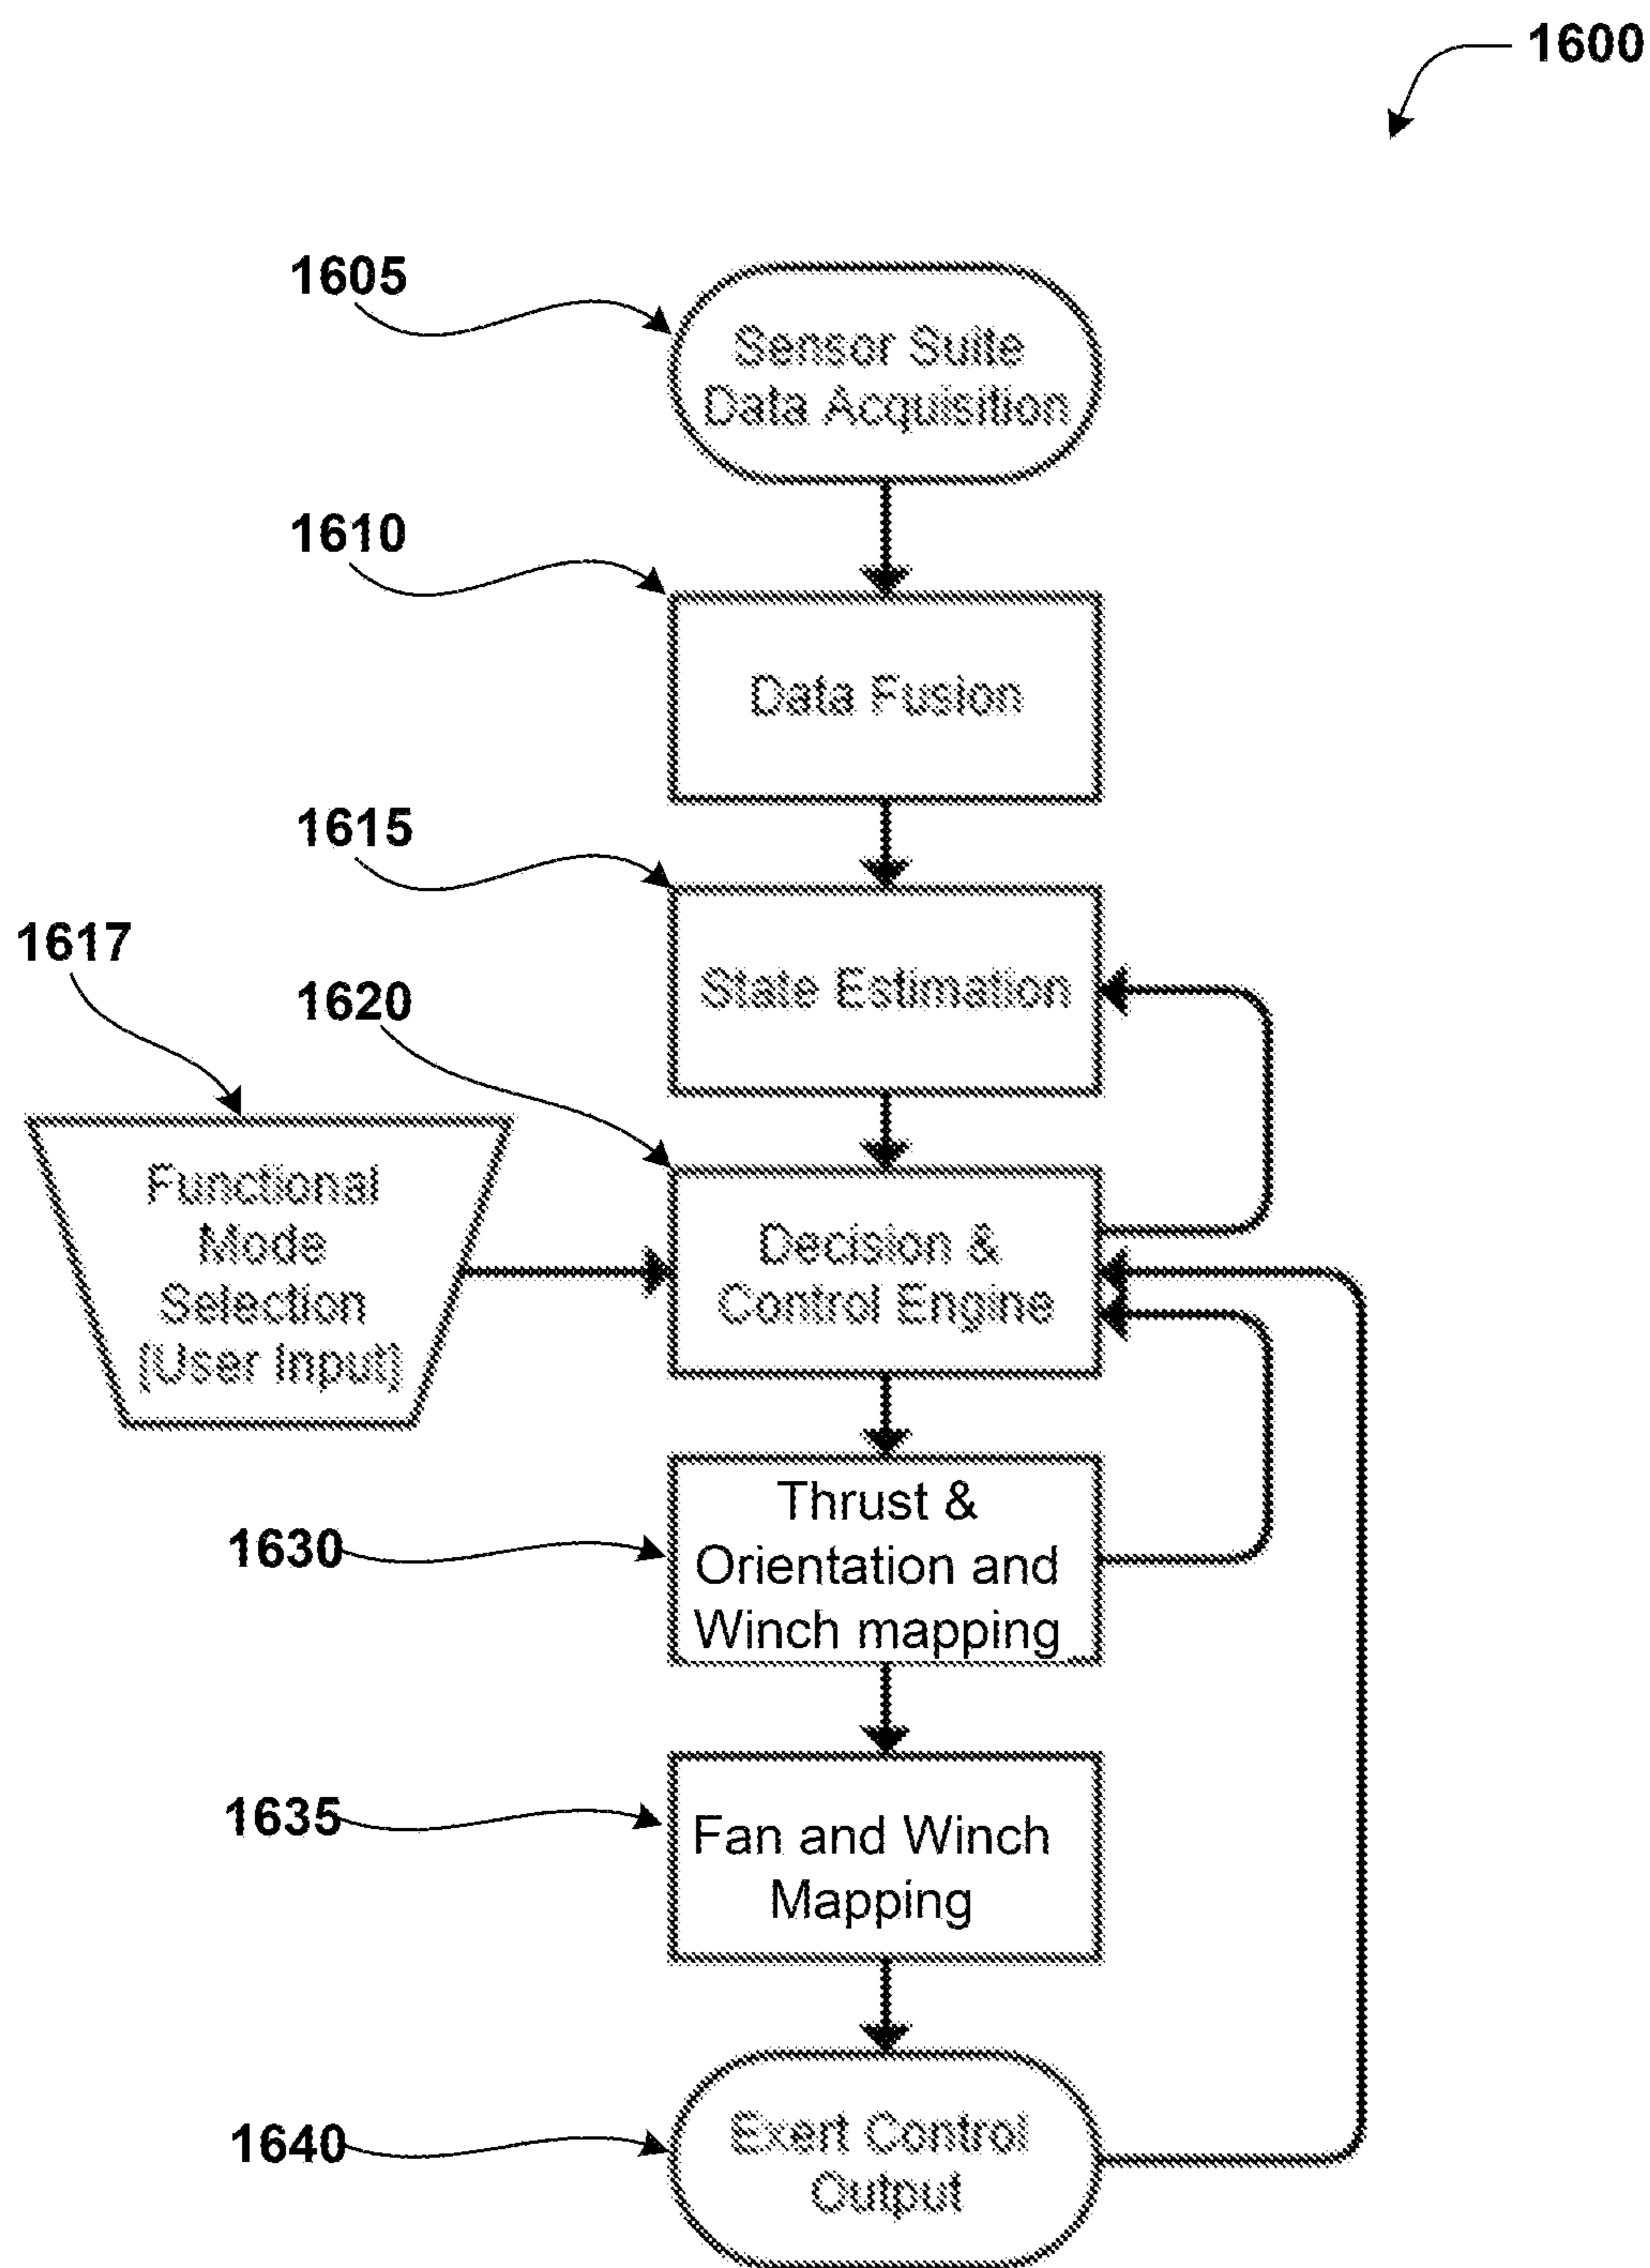 1600
1605
Sensor Suite
Data Acquisition
1610
Data Fusion
1615
State Estimation
1617
1620
Functional
Mode
Selection
[User Input]
Decision &
Control Engine
1630
Thrust &
Orientation and
Winch mapping
1635
Fan and Winch
Mapping
1640
Exert Control
Output